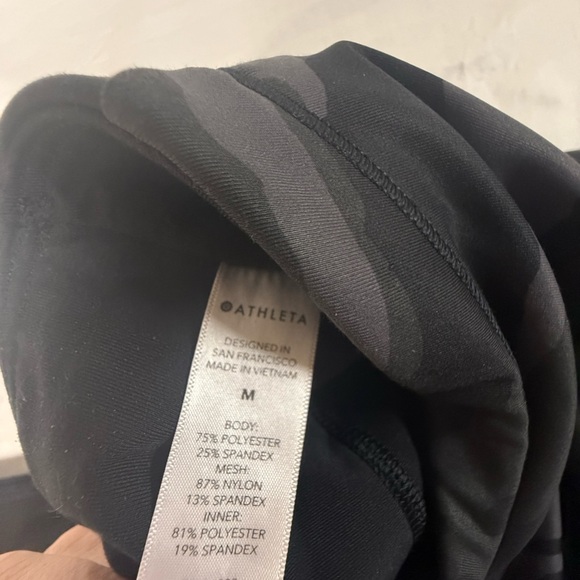 ATHLETA
DESIGNED IN
SAN FRANCISCO
MADE IN VIETNAM
M
BODY:
75% POLYESTER
25% SPANDEX
MESH:
87% NYLON
13% SPANDEX
INNER:
81% POLYESTER
19% SPANDEX